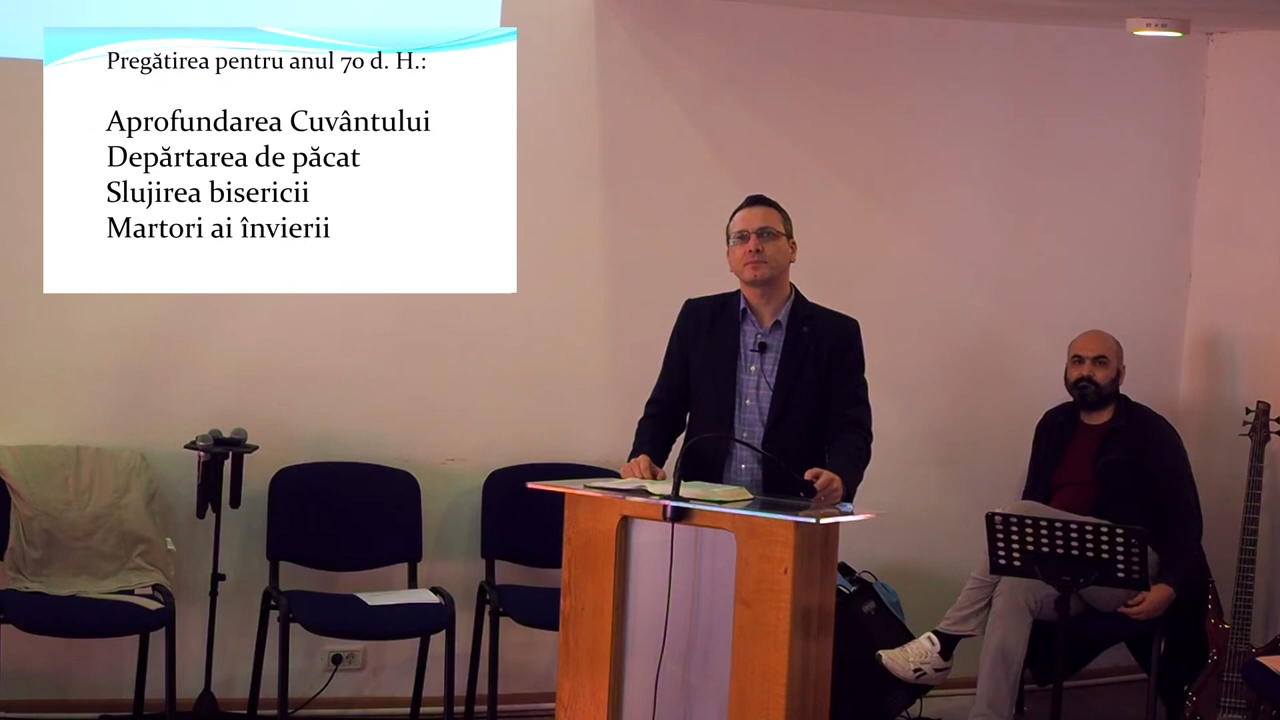 Pregătirea pentru anul 70 d. H.:
Aprofundarea Cuvântului
Depărtarea de păcat
Slujirea bisericii
Martori ai învierii